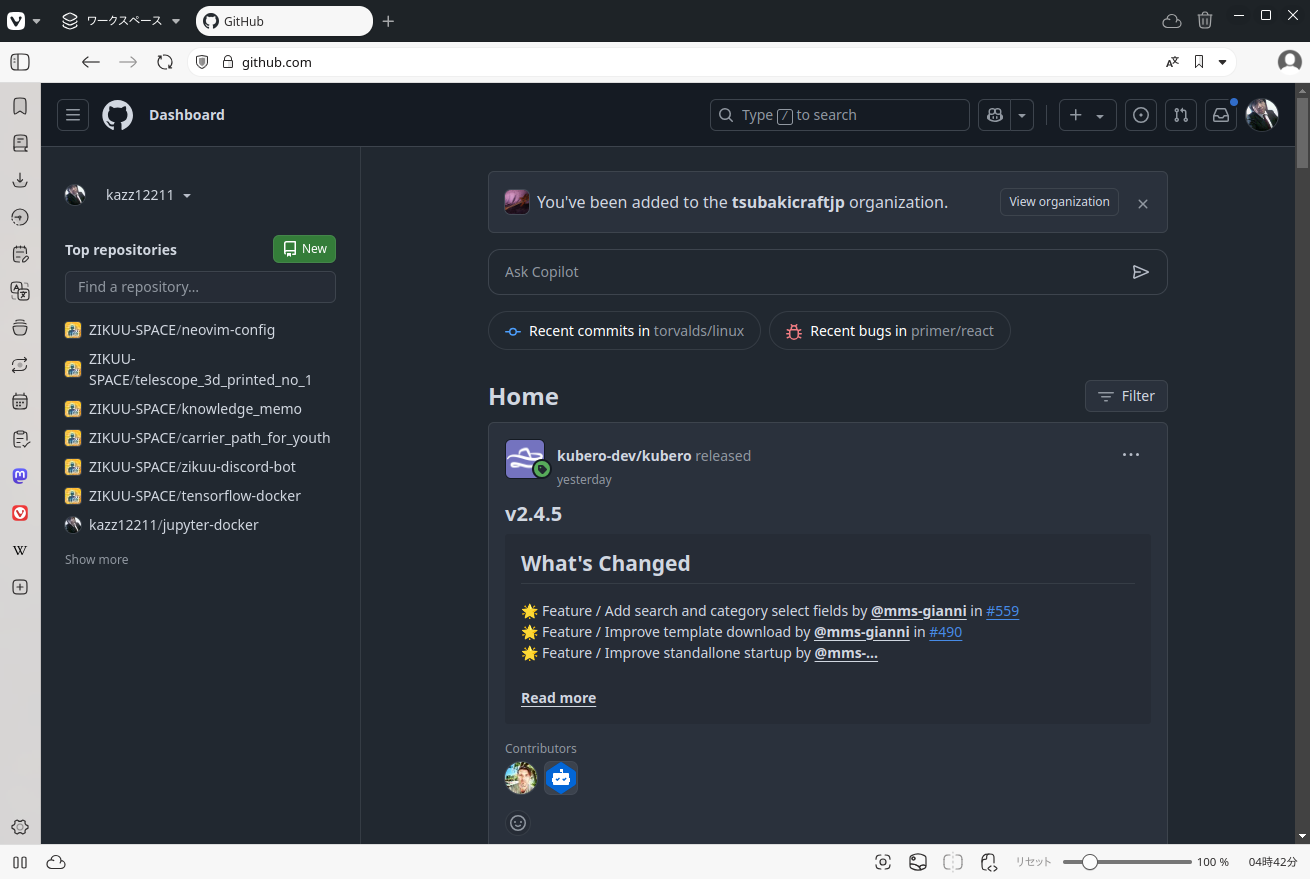 ワークスペース
GitHub
github.com
Dashboard
Type / to search
kazz12211
Top repositories
New
Find a repository…
ZIKUU-SPACE/neovim-config
ZIKUU-
SPACE/telescope_3d_printed_no_1
ZIKUU-SPACE/knowledge_memo
ZIKUU-SPACE/carrier_path_for_youth
ZIKUU-SPACE/zikuu-discord-bot
ZIKUU-SPACE/tensorflow-docker
kazz12211/jupyter-docker
Show more
You've been added to the tsubakicraftjp organization.
View organization
Ask Copilot
Recent commits in torvalds/linux
Recent bugs in primer/react
Home
Filter
kubero-dev/kubero released
yesterday
v2.4.5
What's Changed
🌟 Feature / Add search and category select fields by @mms-gianni in #559
🌟 Feature / Improve template download by @mms-gianni in #490
🌟 Feature / Improve standallone startup by @mms-...
Read more
Contributors
リセット
100 %
04時42分